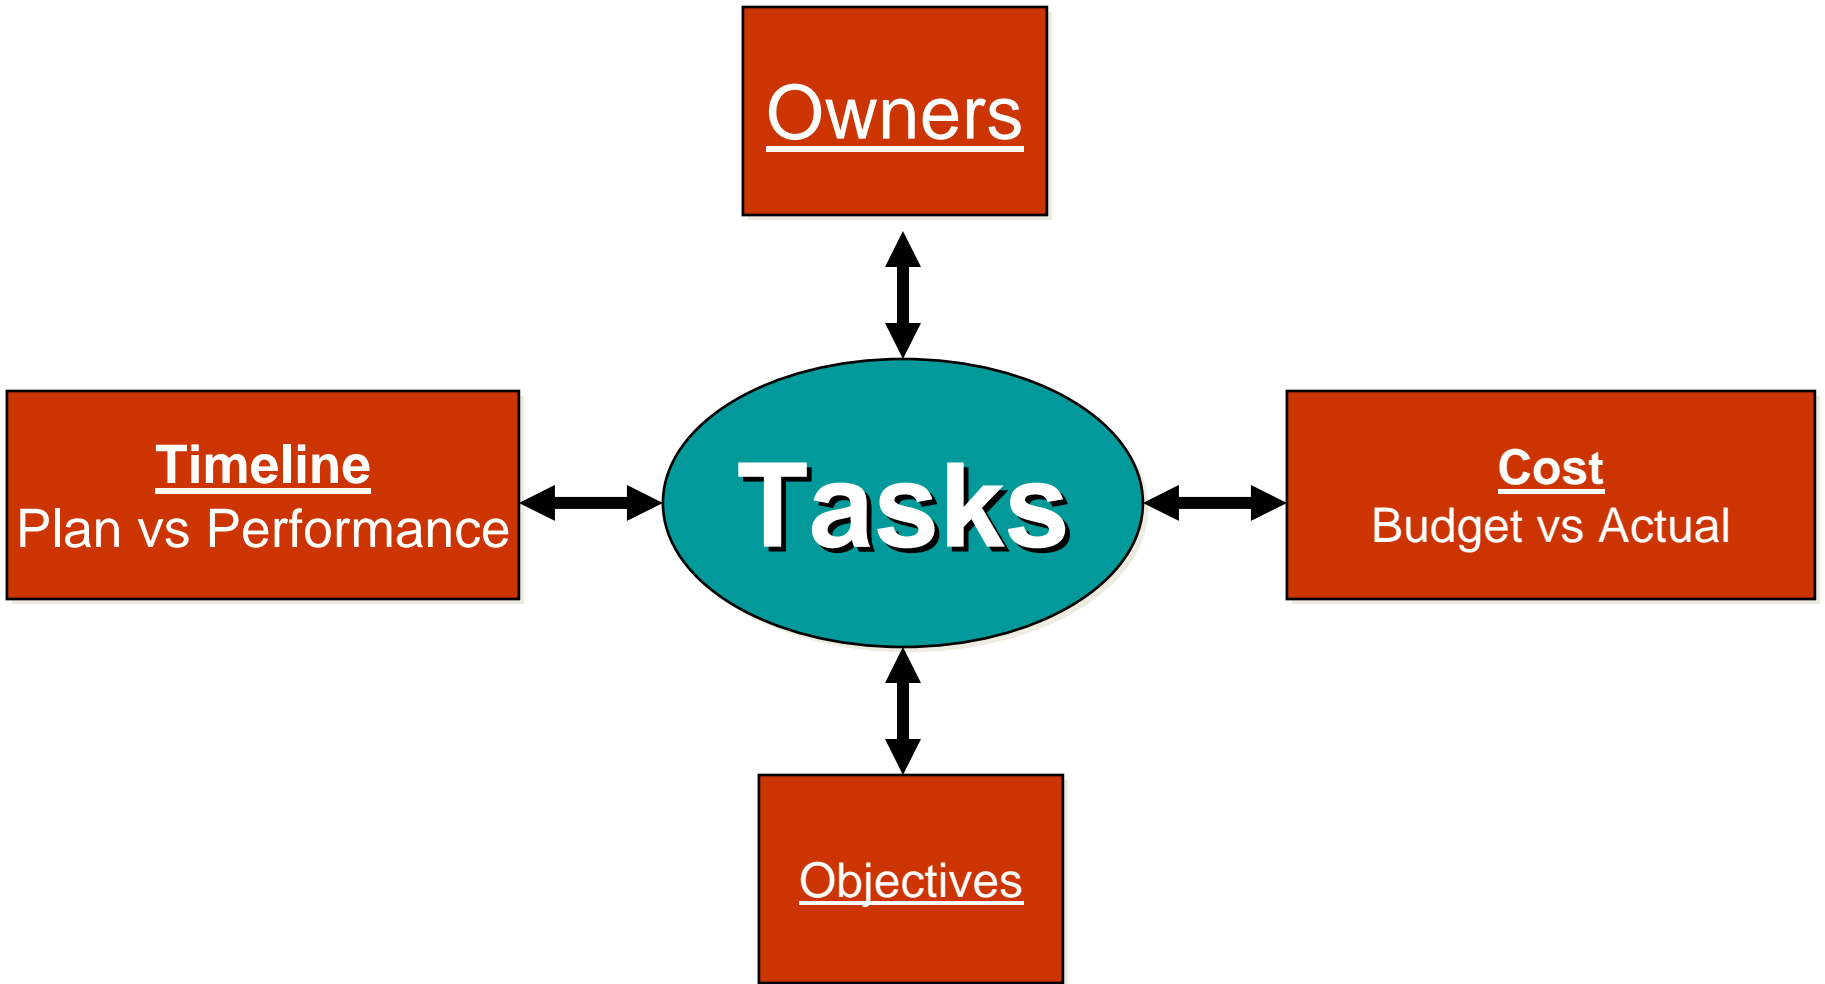 Owners
Timeline
Plan vs Performance
Tasks
Cost
Budget vs Actual
Objectives